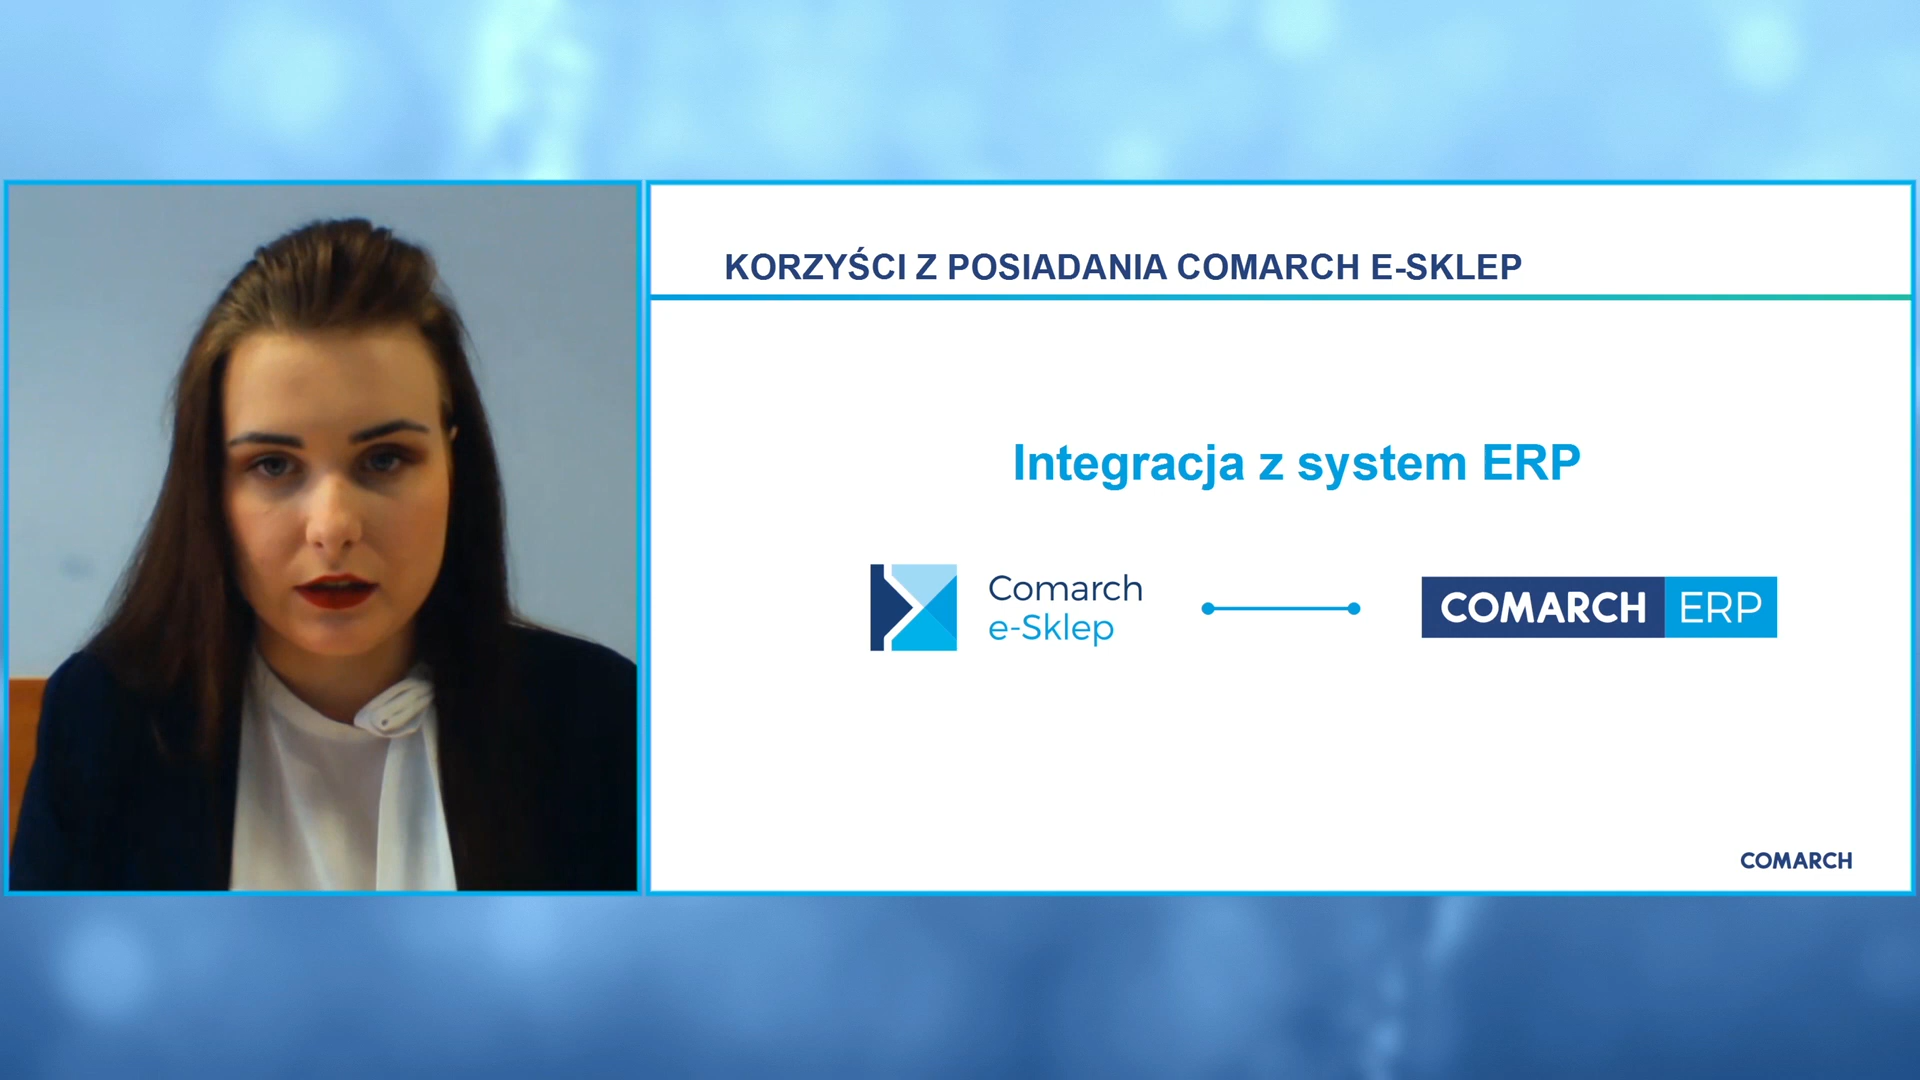 KORZYŚCI Z POSIADANIA COMARCH E-SKLEP
Integracja z system ERP
Comarch
e-Sklep
COMARCH ERP
COMARCH